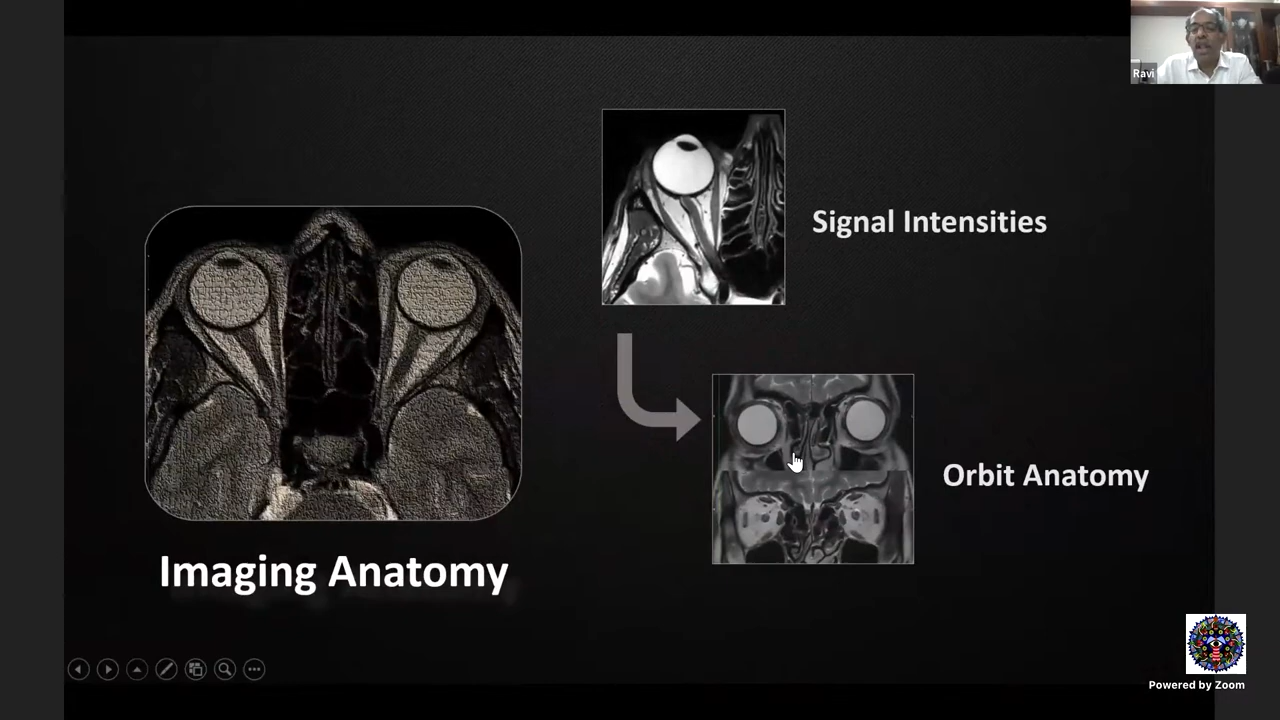 Ravi
Signal Intensities
Orbit Anatomy
Imaging Anatomy
Powered by Zoom